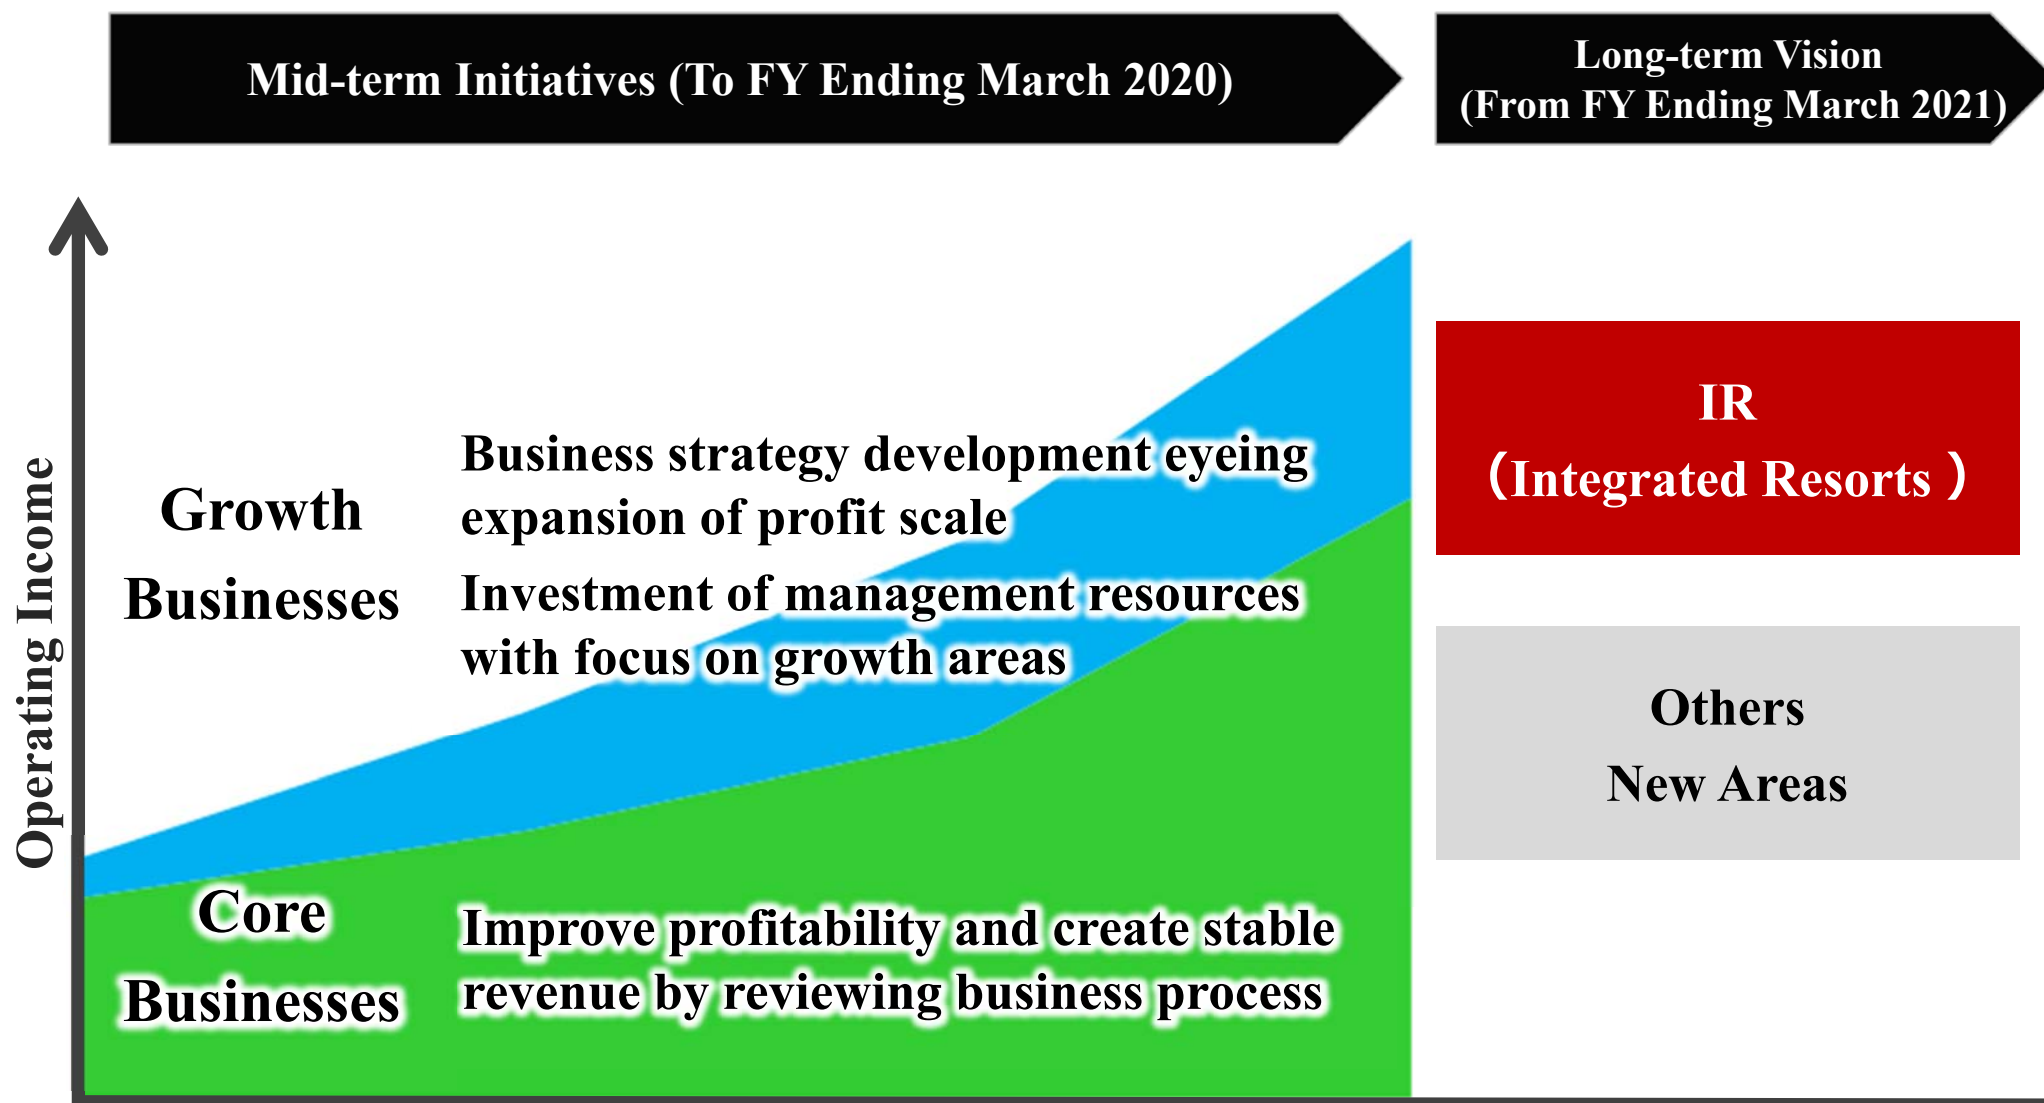 Mid-term Initiatives (To FY Ending March 2020)
Long-term Vision
(From FY Ending March 2021)
Operating Income
Growth
Businesses
Business strategy development eyeing
expansion of profit scale
Investment of management resources
with focus on growth areas
Core
Businesses
Improve profitability and create stable
revenue by reviewing business process
IR
（Integrated Resorts ）
Others
New Areas